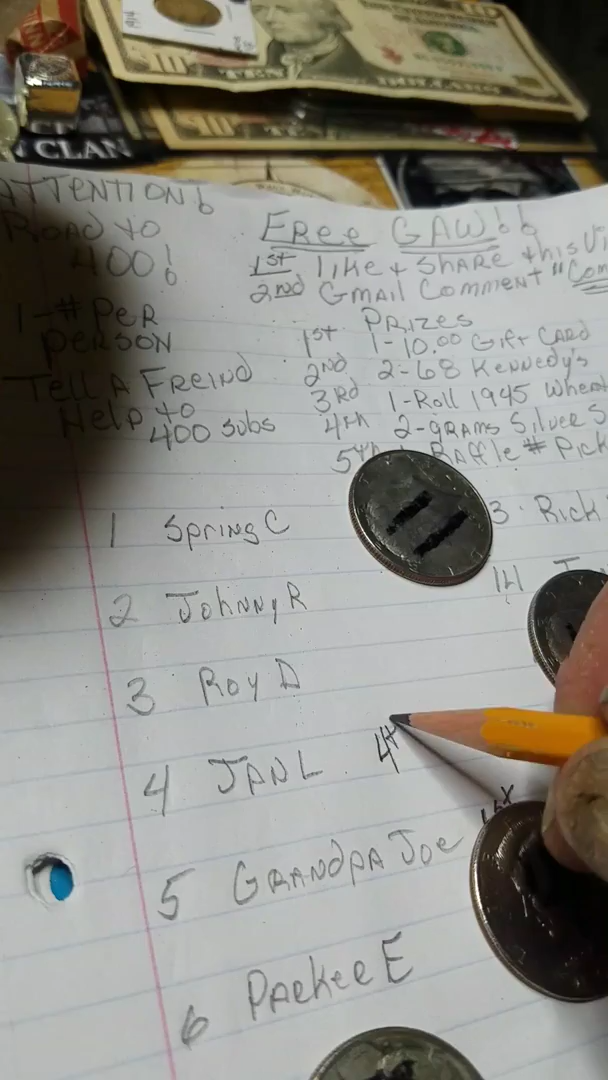 CLAN
ATTENTION!
ROAD to
400!
FREE GAW!!
1st like & SHARE this
2nd GMAIL COMMENT "Com
1-# PER
PERSON
PRIZES
1st 1-10.00 Gift CARD
2nd 2-68 KENNEDY'S
3RD 1-Roll 1945 Wheat
4th 2-GRAMS SILVER S
5th Raffle # Pick
TELL A FREIND
HELP to
400 SUBS
1 SPRING C
3 Rick
2 JOHNNY R
14
3 ROY D
4 JAN L 4th
5 GRANDPA JOE 1st
6 PARKER E